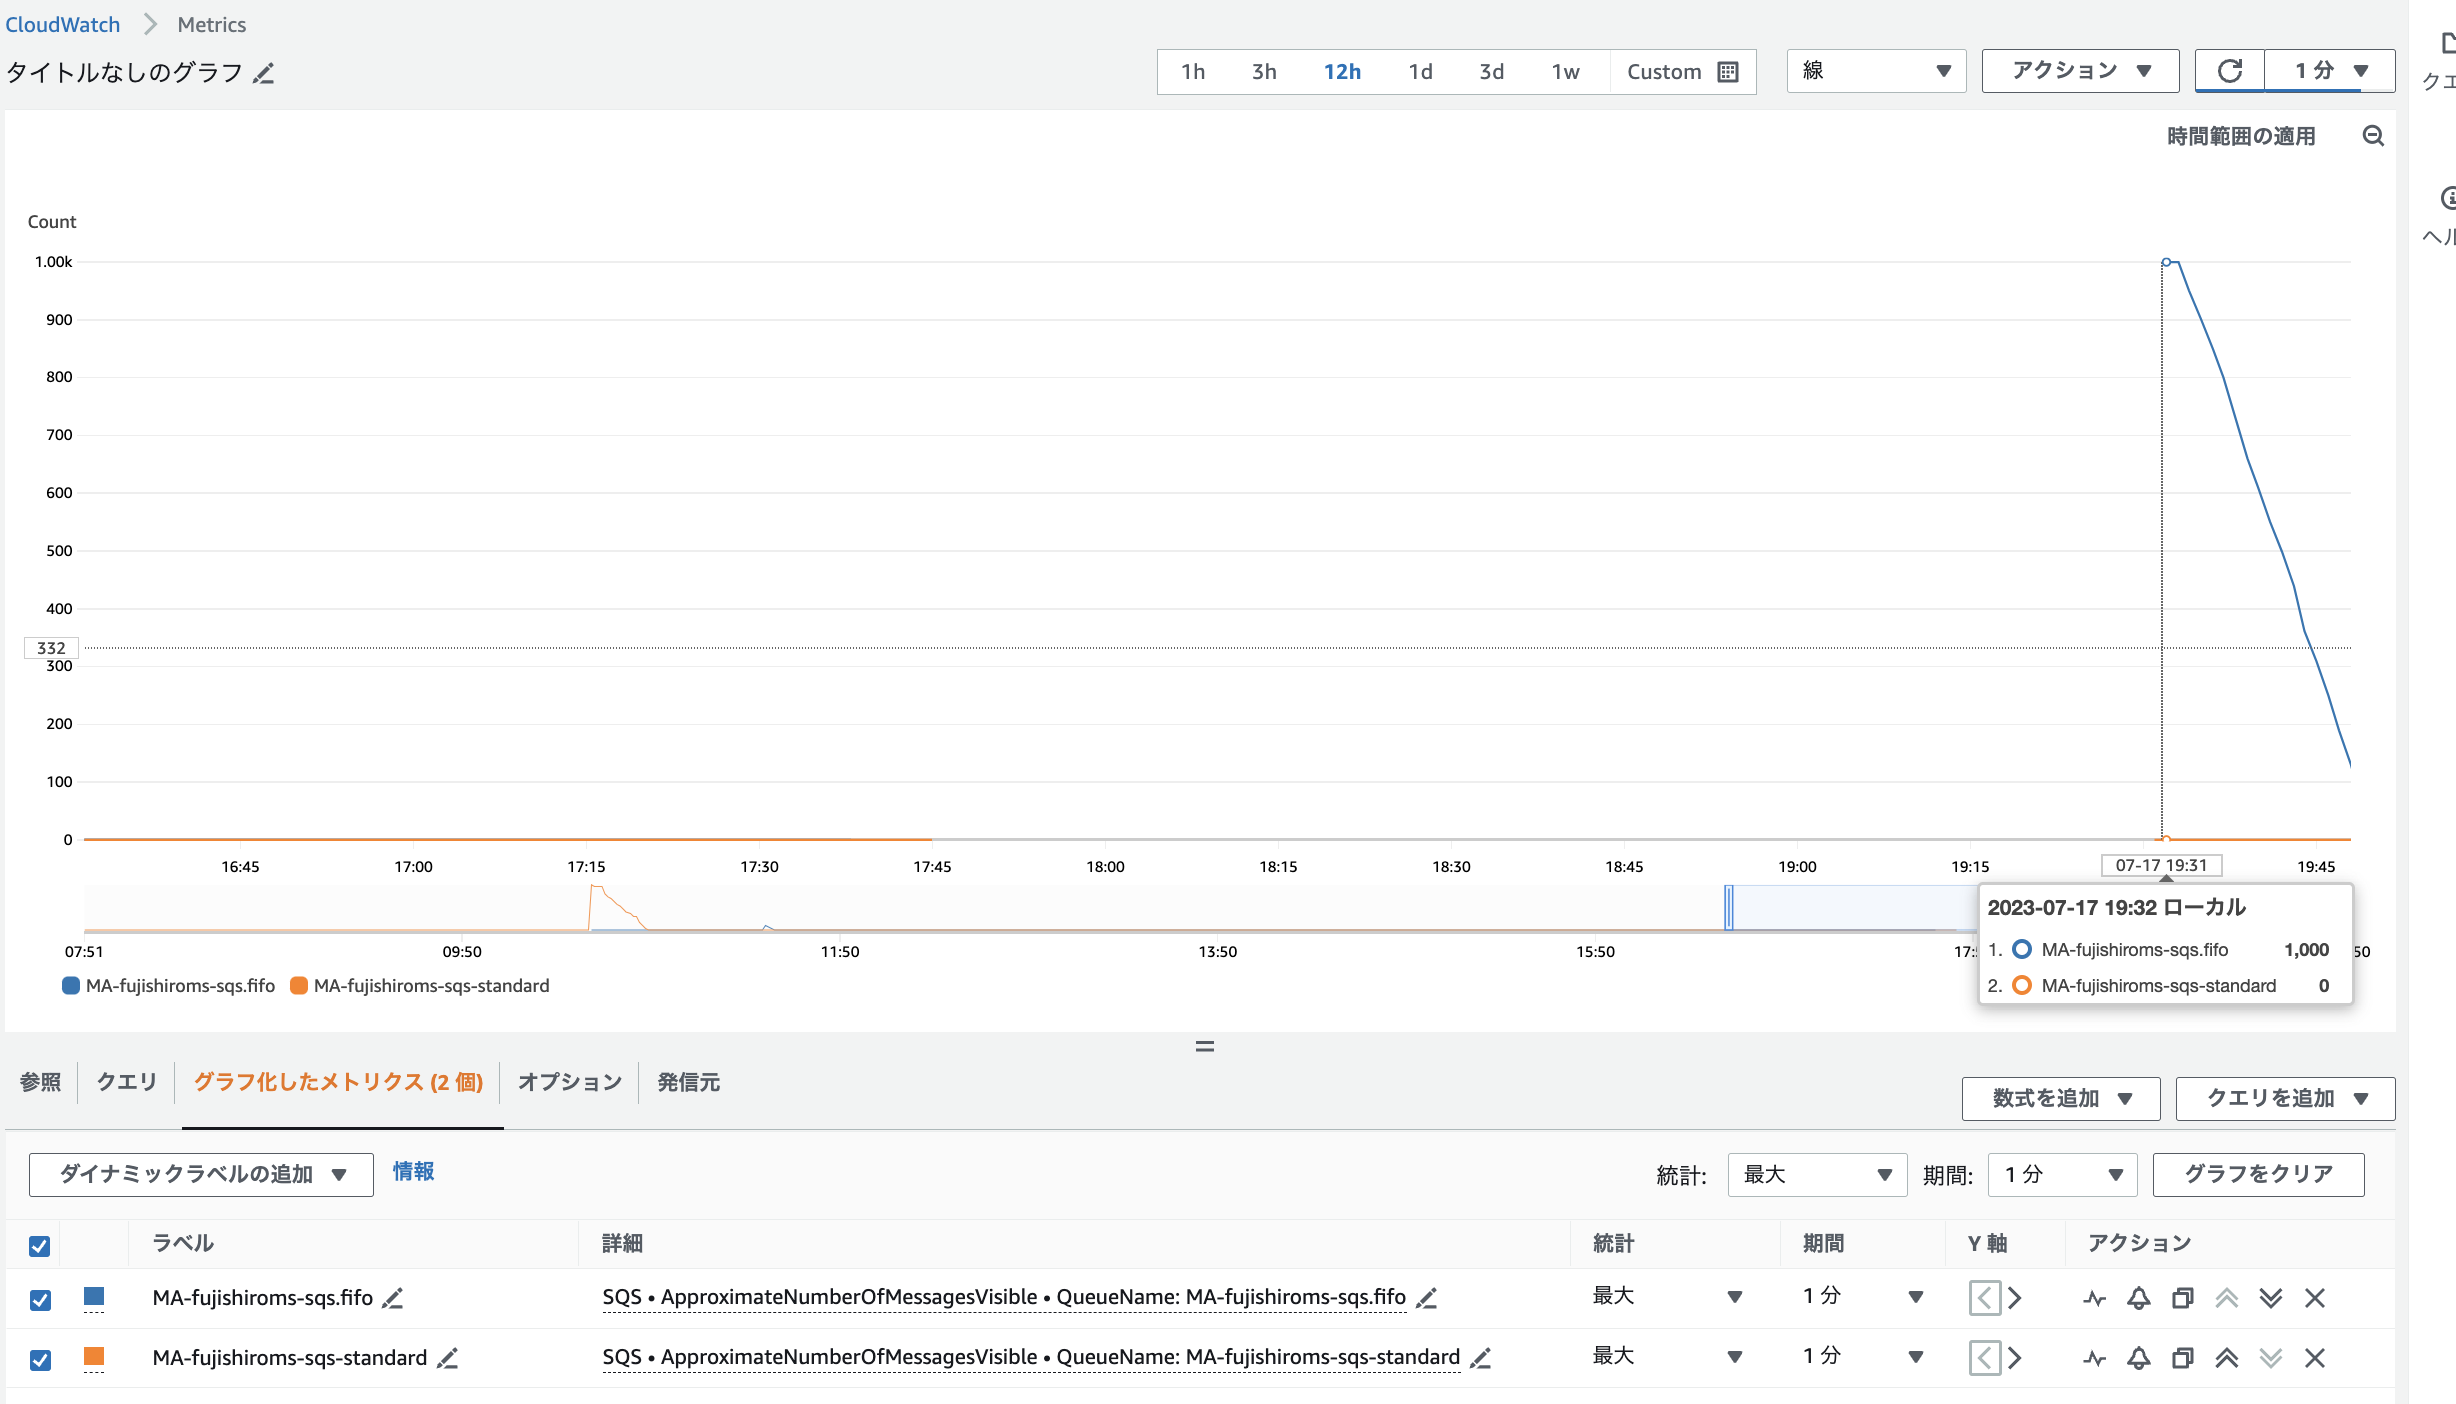 CloudWatch Metrics
タイトルなしのグラフ
1h 3h 12h 1d 3d 1w Custom 線 アクション 1 分
クエ
時間範囲の適用
ヘル
Count
1.00k
900
800
700
600
500
400
332
300
200
100
0
16:45 17:00 17:15 17:30 17:45 18:00 18:15 18:30 18:45 19:00 19:15 07-17 19:31 19:45
07:51 09:50 11:50 13:50 15:50 17: 50
2023-07-17 19:32 ローカル
1. MA-fujishiroms-sqs.fifo 1,000
2. MA-fujishiroms-sqs-standard 0
MA-fujishiroms-sqs.fifo MA-fujishiroms-sqs-standard
=
参照 クエリ グラフ化したメトリクス (2 個) オプション 発信元
数式を追加 クエリを追加
ダイナミックラベルの追加 情報 統計: 最大 期間: 1 分 グラフをクリア
ラベル 詳細 統計 期間 Y 軸 アクション
MA-fujishiroms-sqs.fifo SQS • ApproximateNumberOfMessagesVisible • QueueName: MA-fujishiroms-sqs.fifo 最大 1 分
MA-fujishiroms-sqs-standard SQS • ApproximateNumberOfMessagesVisible • QueueName: MA-fujishiroms-sqs-standard 最大 1 分